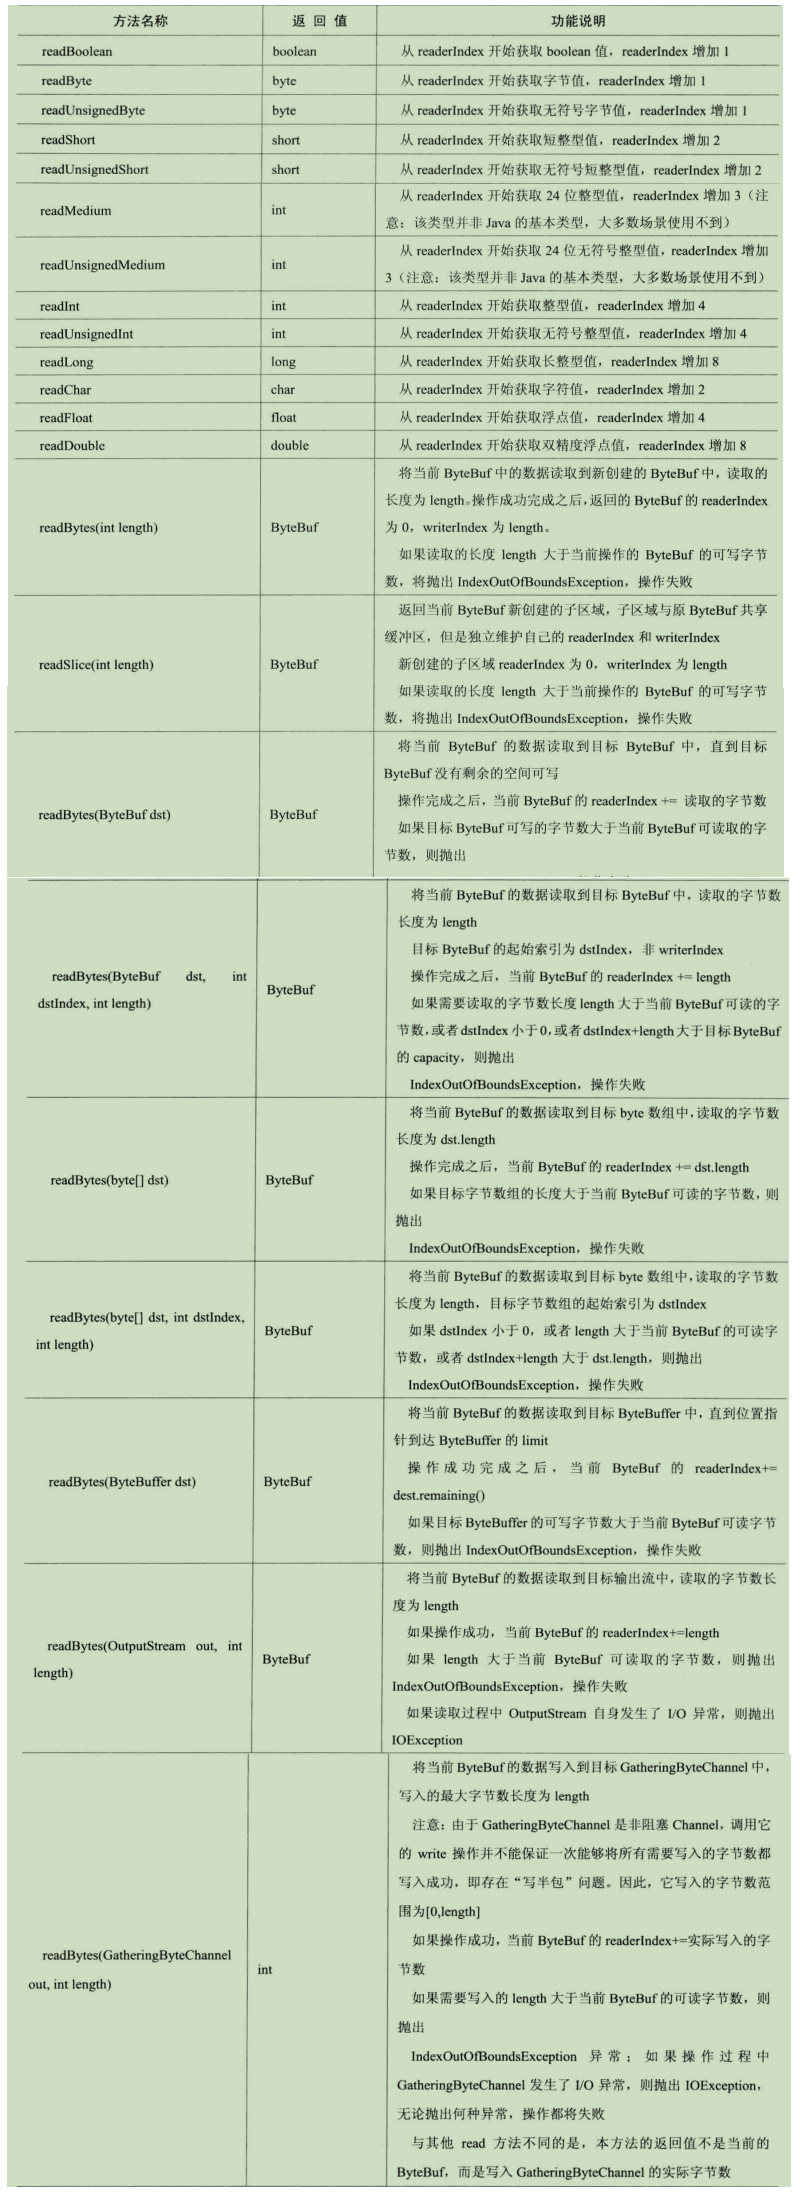 方法名称 返回值 功能说明
readBoolean boolean 从 readerIndex 开始获取 boolean 值，readerIndex 增加 1
readByte byte 从 readerIndex 开始获取字节值，readerIndex 增加 1
readUnsignedByte byte 从 readerIndex 开始获取无符号字节值，readerIndex 增加 1
readShort short 从 readerIndex 开始获取短整型值，readerIndex 增加 2
readUnsignedShort short 从 readerIndex 开始获取无符号短整型值，readerIndex 增加 2
readMedium int 从 readerIndex 开始获取 24 位整型值，readerIndex 增加 3（注
意：该类型并非 Java 的基本类型，大多数场景使用不到）
readUnsignedMedium int 从 readerIndex 开始获取 24 位无符号整型值，readerIndex 增加
3（注意：该类型并非 Java 的基本类型，大多数场景使用不到）
readInt int 从 readerIndex 开始获取整型值，readerIndex 增加 4
readUnsignedInt int 从 readerIndex 开始获取无符号整型值，readerIndex 增加 4
readLong long 从 readerIndex 开始获取长整型值，readerIndex 增加 8
readChar char 从 readerIndex 开始获取字符值，readerIndex 增加 2
readFloat float 从 readerIndex 开始获取浮点值，readerIndex 增加 4
readDouble double 从 readerIndex 开始获取双精度浮点值，readerIndex 增加 8
readBytes(int length) ByteBuf 将当前 ByteBuf 中的数据读取到新创建的 ByteBuf 中，读取的
长度为 length。操作成功完成之后，返回的 ByteBuf 的 readerIndex
为 0，writerIndex 为 length。
如果读取的长度 length 大于当前操作的 ByteBuf 的可写字节
数，将抛出 IndexOutOfBoundsException，操作失败
readSlice(int length) ByteBuf 返回当前 ByteBuf 新创建的子区域，子区域与原 ByteBuf 共享
缓冲区，但是独立维护自己的 readerIndex 和 writerIndex
新创建的子区域 readerIndex 为 0，writerIndex 为 length
如果读取的长度 length 大于当前操作的 ByteBuf 的可写字节
数，将抛出 IndexOutOfBoundsException，操作失败
readBytes(ByteBuf dst) ByteBuf 将当前 ByteBuf 的数据读取到目标 ByteBuf 中，直到目标
ByteBuf 没有剩余的空间可写
操作完成之后，当前 ByteBuf 的 readerIndex += 读取的字节数
如果目标 ByteBuf 可写的字节数大于当前 ByteBuf 可读取的字
节数，则抛出
readBytes(ByteBuf dst, int
dstIndex, int length) ByteBuf 将当前 ByteBuf 的数据读取到目标 ByteBuf 中，读取的字节数
长度为 length
目标 ByteBuf 的起始索引为 dstIndex，非 writerIndex
操作完成之后，当前 ByteBuf 的 readerIndex += length
如果需要读取的字节数长度 length 大于当前 ByteBuf 可读的字
节数，或者 dstIndex 小于 0，或者 dstIndex+length 大于目标 ByteBuf
的 capacity，则抛出
IndexOutOfBoundsException，操作失败
readBytes(byte[] dst) ByteBuf 将当前 ByteBuf 的数据读取到目标 byte 数组中，读取的字节数
长度为 dst.length
操作完成之后，当前 ByteBuf 的 readerIndex += dst.length
如果目标字节数组的长度大于当前 ByteBuf 可读的字节数，则
抛出
IndexOutOfBoundsException，操作失败
readBytes(byte[] dst, int dstIndex,
int length) ByteBuf 将当前 ByteBuf 的数据读取到目标 byte 数组中，读取的字节数
长度为 length，目标字节数组的起始索引为 dstIndex
如果 dstIndex 小于 0，或者 length 大于当前 ByteBuf 的可读字
节数，或者 dstIndex+length 大于 dst.length，则抛出
IndexOutOfBoundsException，操作失败
readBytes(ByteBuffer dst) ByteBuf 将当前 ByteBuf 的数据读取到目标 ByteBuffer 中，直到位置指
针到达 ByteBuffer 的 limit
操作成功完成之后，当前 ByteBuf 的 readerIndex+=
dest.remaining()
如果目标 ByteBuffer 的可写字节数大于当前 ByteBuf 可读字节
数，则抛出 IndexOutOfBoundsException，操作失败
readBytes(OutputStream out, int
length) ByteBuf 将当前 ByteBuf 的数据读取到目标输出流中，读取的字节数长
度为 length
如果操作成功，当前 ByteBuf 的 readerIndex+=length
如果 length 大于当前 ByteBuf 可读取的字节数，则抛出
IndexOutOfBoundsException，操作失败
如果读取过程中 OutputStream 自身发生了 I/O 异常，则抛出
IOException
readBytes(GatheringByteChannel
out, int length) int 将当前 ByteBuf 的数据写入到目标 GatheringByteChannel 中，
写入的最大字节数长度为 length
注意：由于 GatheringByteChannel 是非阻塞 Channel，调用它
的 write 操作并不能保证一次能够将所有需要写入的字节数都
写入成功，即存在“写半包”问题。因此，它写入的字节数范
围为[0,length]
如果操作成功，当前 ByteBuf 的 readerIndex+=实际写入的字
节数
如果需要写入的 length 大于当前 ByteBuf 的可读字节数，则
抛出
IndexOutOfBoundsException 异常；如果操作过程中
GatheringByteChannel 发生了 I/O 异常，则抛出 IOException，
无论抛出何种异常，操作都将失败
与其他 read 方法不同的是，本方法的返回值不是当前的
ByteBuf，而是写入 GatheringByteChannel 的实际字节数